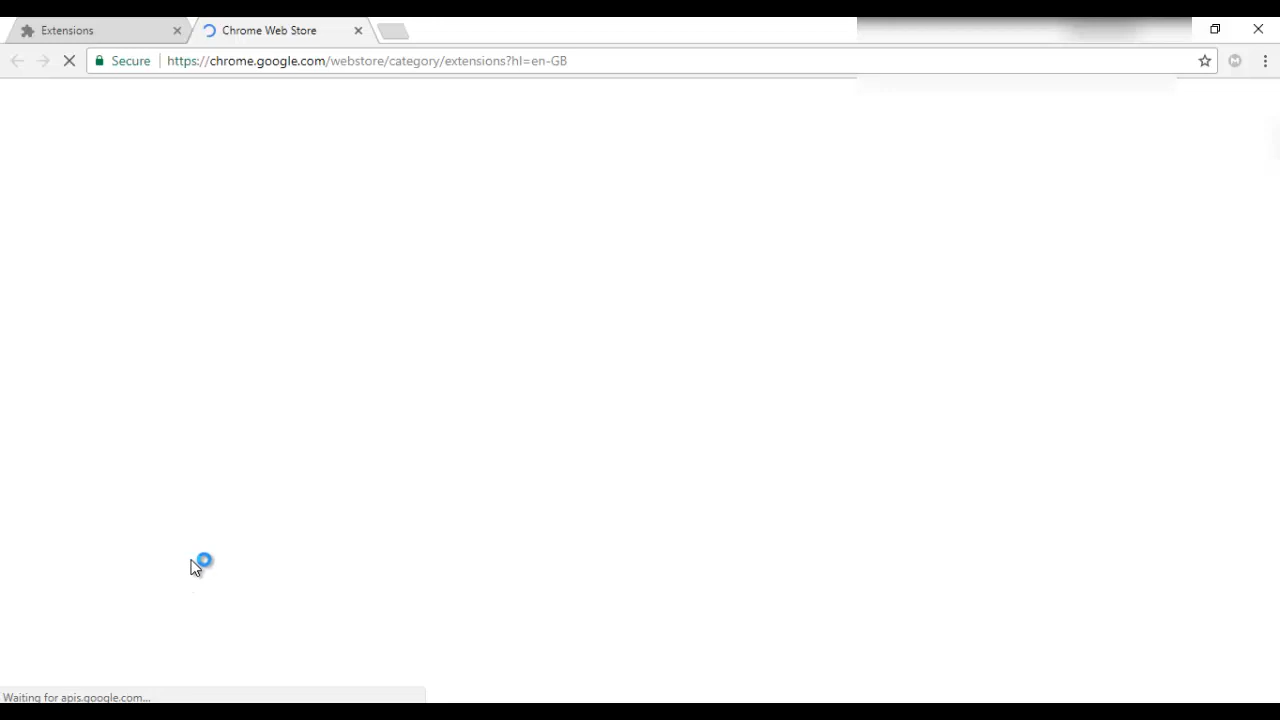 Extensions
Chrome Web Store
Secure
https://chrome.google.com/webstore/category/extensions?hl=en-GB
Waiting for apis.google.com...